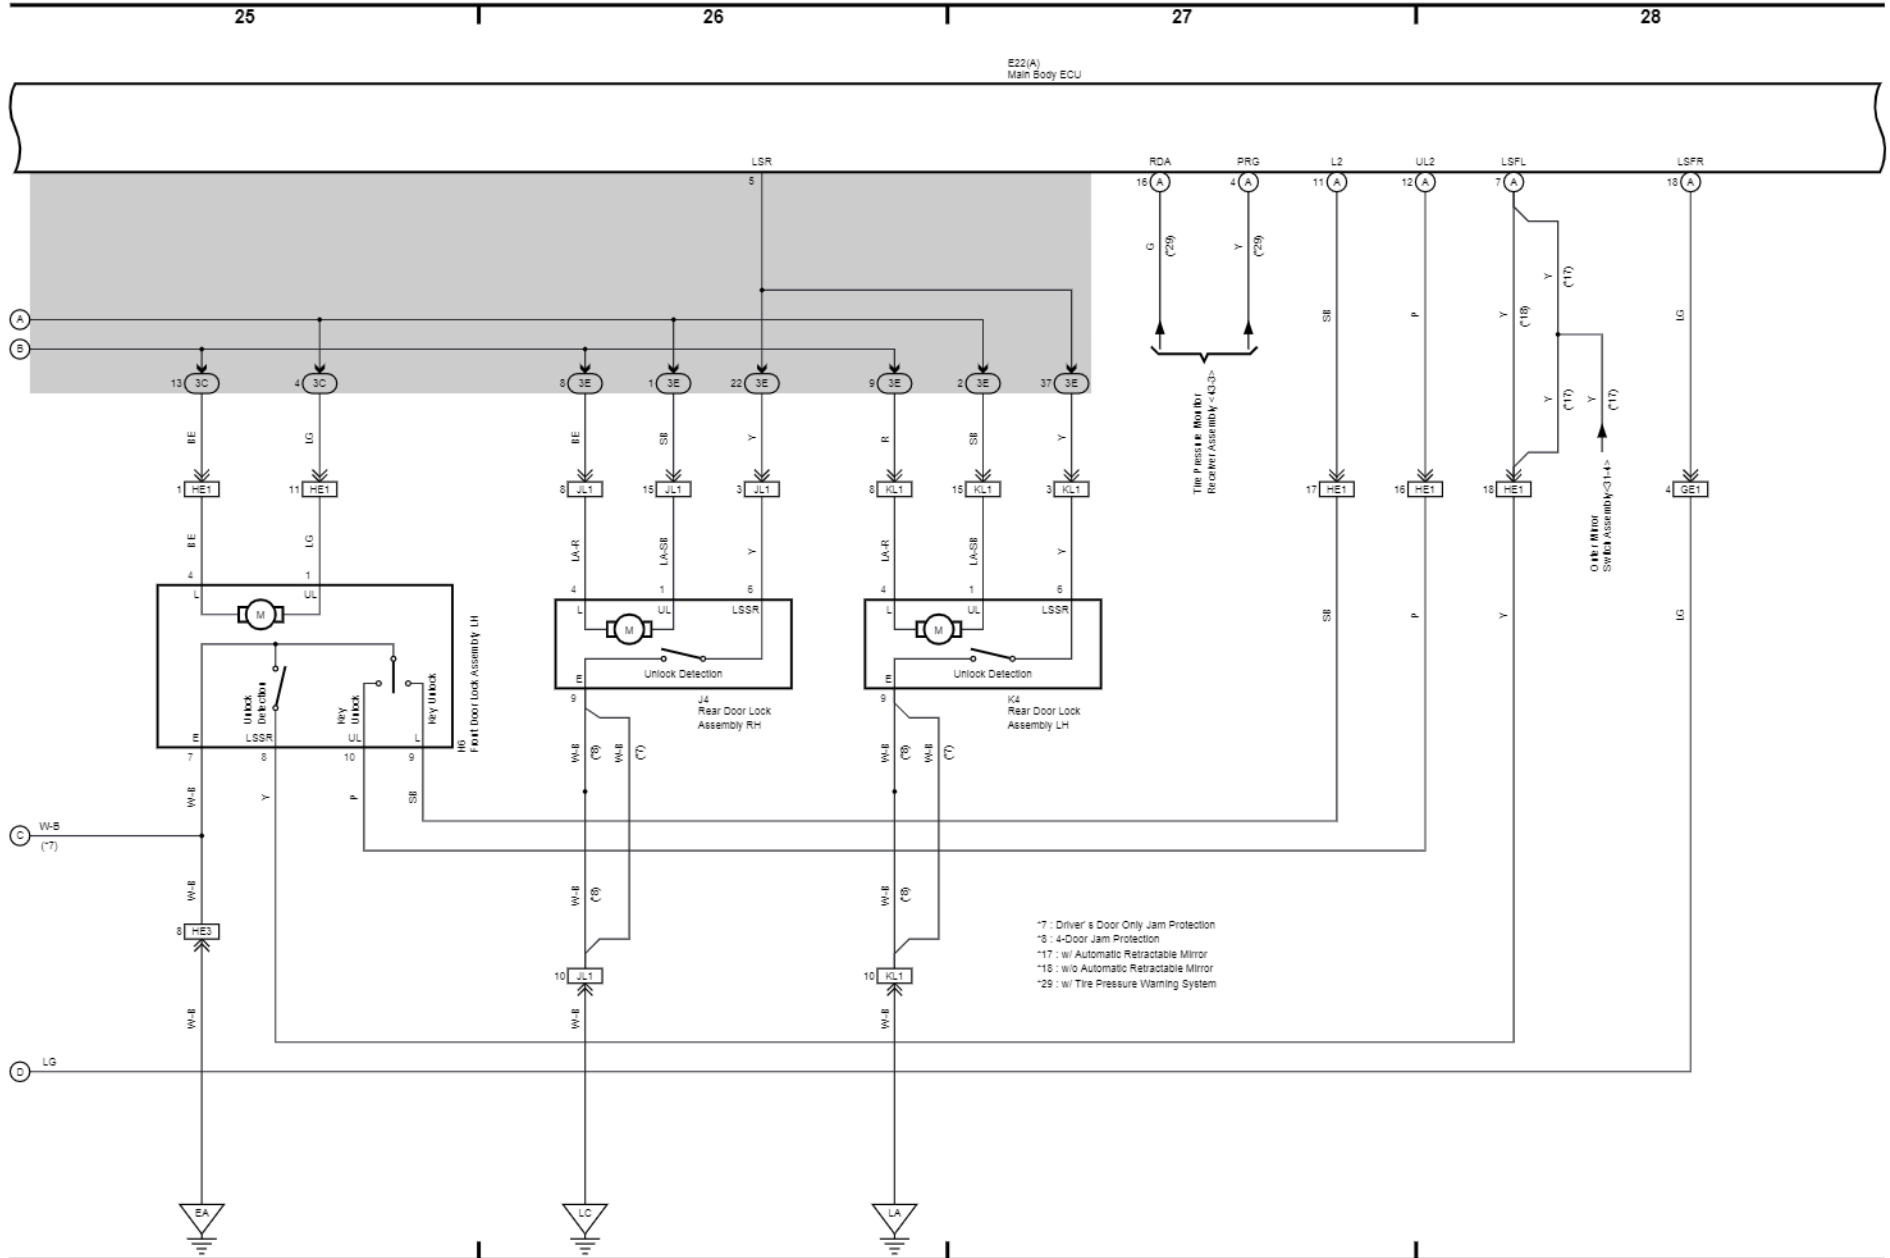 25 26 27 28
E22(A)
Main Body ECU
LSR RDA PRG L2 UL2 LSFL LSFR
5 16 A 4 A 11 A 12 A 7 A 18 A
G (*29) Y (*29)
Y (*17)
SB P Y (*18) LG
A
B
13 3C 4 3C 8 3E 1 3E 22 3E 9 3E 2 3E 37 3E
Tire Pressure Monitor
Receiver Assembly<43-3>
Y (*17) Y (*17)
BE LG BE SB Y R SB Y
1 HE1 11 HE1 8 JL1 15 JL1 3 JL1 8 KL1 15 KL1 3 KL1 17 HE1 16 HE1 18 HE1 4 GE1
Outer Mirror
Switch Assembly<31-4>
BE LG LA-R LA-SB Y LA-R LA-SB Y
4 1 4 1 6 4 1 6
L UL L UL LSSR L UL LSSR
M M M
SB P Y LG
Unlock
Detection
Key
Unlock
Key Unlock
H6
Front Door Lock Assembly LH
Unlock Detection Unlock Detection
E E
9 9
J4
Rear Door Lock
Assembly RH
K4
Rear Door Lock
Assembly LH
E LSSR UL L
7 8 10 9
W-B (*8) W-B (*7) W-B (*8) W-B (*7)
W-B Y P SB
C W-B
(*7)
W-B W-B (*8) W-B (*8)
8 HE3
*7 : Driver's Door Only Jam Protection
*8 : 4-Door Jam Protection
*17 : w/ Automatic Retractable Mirror
*18 : w/o Automatic Retractable Mirror
*29 : w/ Tire Pressure Warning System
10 JL1 10 KL1
W-B W-B W-B
D LG
EA LC LA